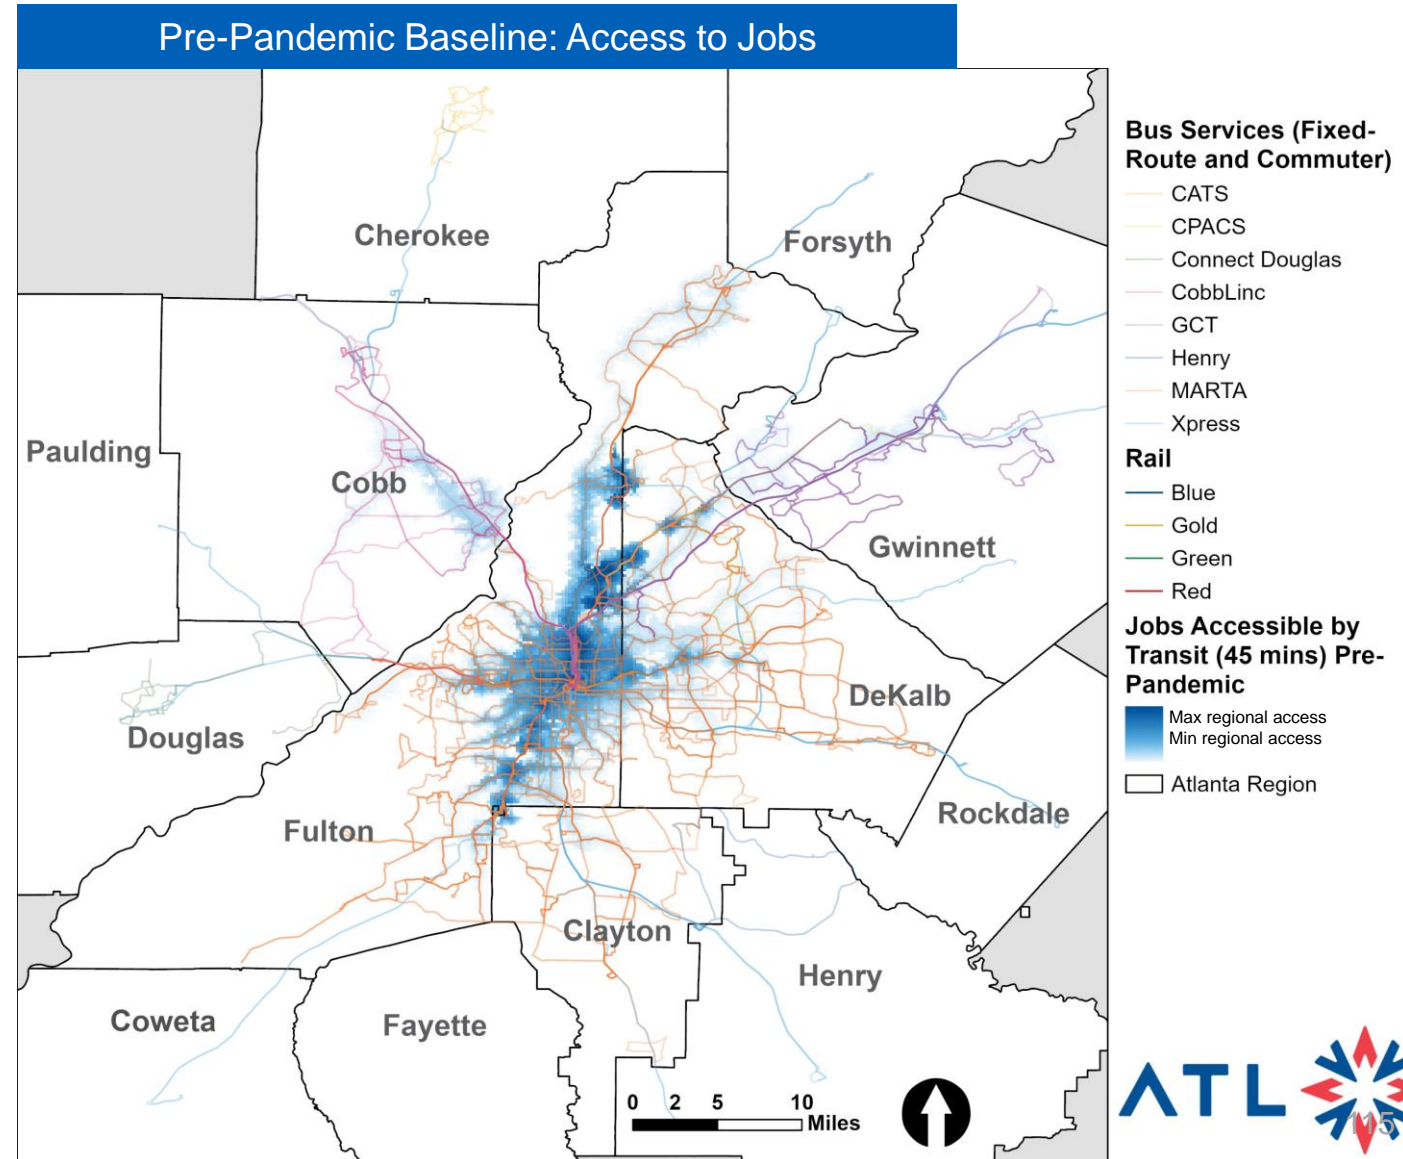 Pre-Pandemic Baseline: Access to Jobs
Cherokee
Forsyth
Paulding
Cobb
Gwinnett
DeKalb
Douglas
Rockdale
Fulton
Clayton
Henry
Coweta
Fayette
0 2 5 10
Miles
Bus Services (Fixed-
Route and Commuter)
CATS
CPACS
Connect Douglas
CobbLinc
GCT
Henry
MARTA
Xpress
Rail
Blue
Gold
Green
Red
Jobs Accessible by
Transit (45 mins) Pre-
Pandemic
Max regional access
Min regional access
Atlanta Region
ATL
115